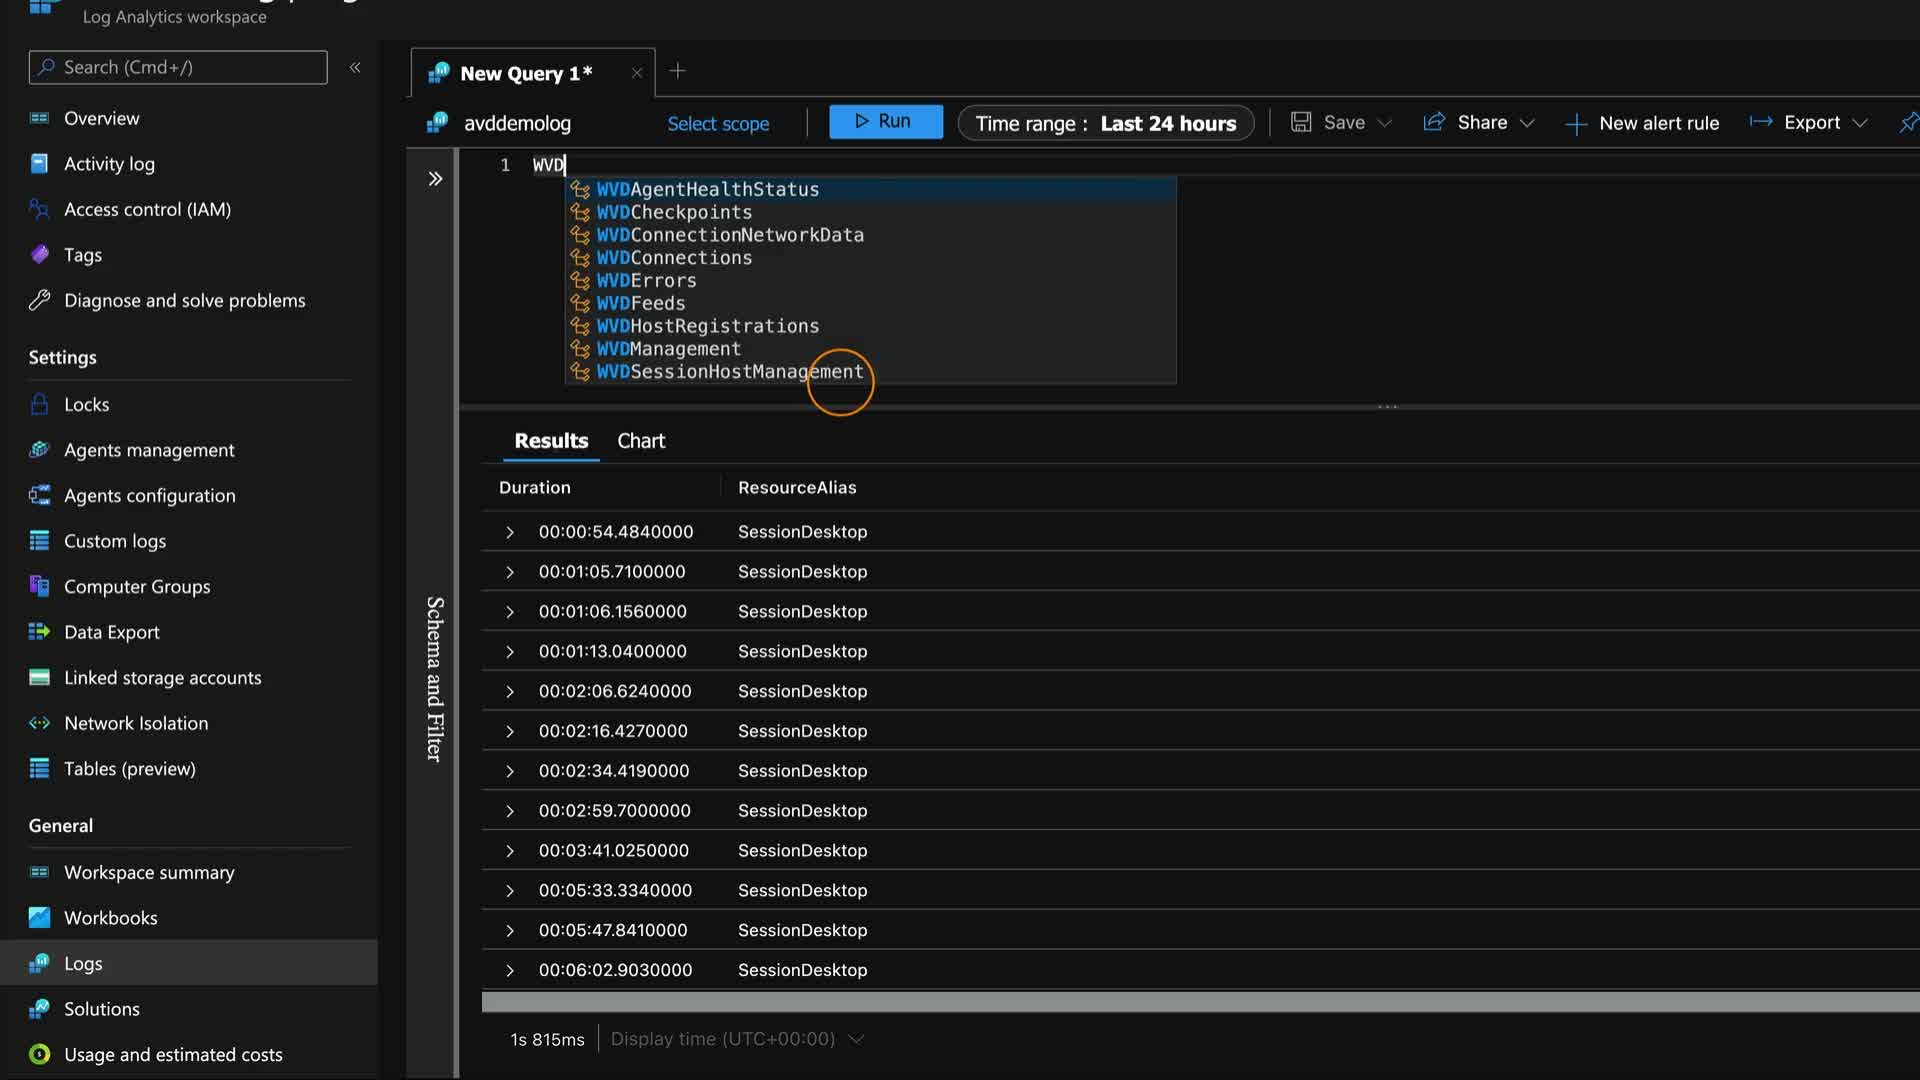 Log Analytics workspace
Search (Cmd+/)
«
Overview
Activity log
Access control (IAM)
Tags
Diagnose and solve problems
Settings
Locks
Agents management
Agents configuration
Custom logs
Computer Groups
Data Export
Linked storage accounts
Network Isolation
Tables (preview)
General
Workspace summary
Workbooks
Logs
Solutions
Usage and estimated costs
New Query 1*
avddemolog
Select scope
Run
Time range : Last 24 hours
Save
Share
New alert rule
Export
1 WVD
WVDAgentHealthStatus
WVDCheckpoints
WVDConnectionNetworkData
WVDConnections
WVDErrors
WVDFeeds
WVDHostRegistrations
WVDManagement
WVDSessionHostManagement
Schema and Filter
Results Chart
Duration ResourceAlias
00:00:54.4840000 SessionDesktop
00:01:05.7100000 SessionDesktop
00:01:06.1560000 SessionDesktop
00:01:13.0400000 SessionDesktop
00:02:06.6240000 SessionDesktop
00:02:16.4270000 SessionDesktop
00:02:34.4190000 SessionDesktop
00:02:59.7000000 SessionDesktop
00:03:41.0250000 SessionDesktop
00:05:33.3340000 SessionDesktop
00:05:47.8410000 SessionDesktop
00:06:02.9030000 SessionDesktop
1s 815ms Display time (UTC+00:00)